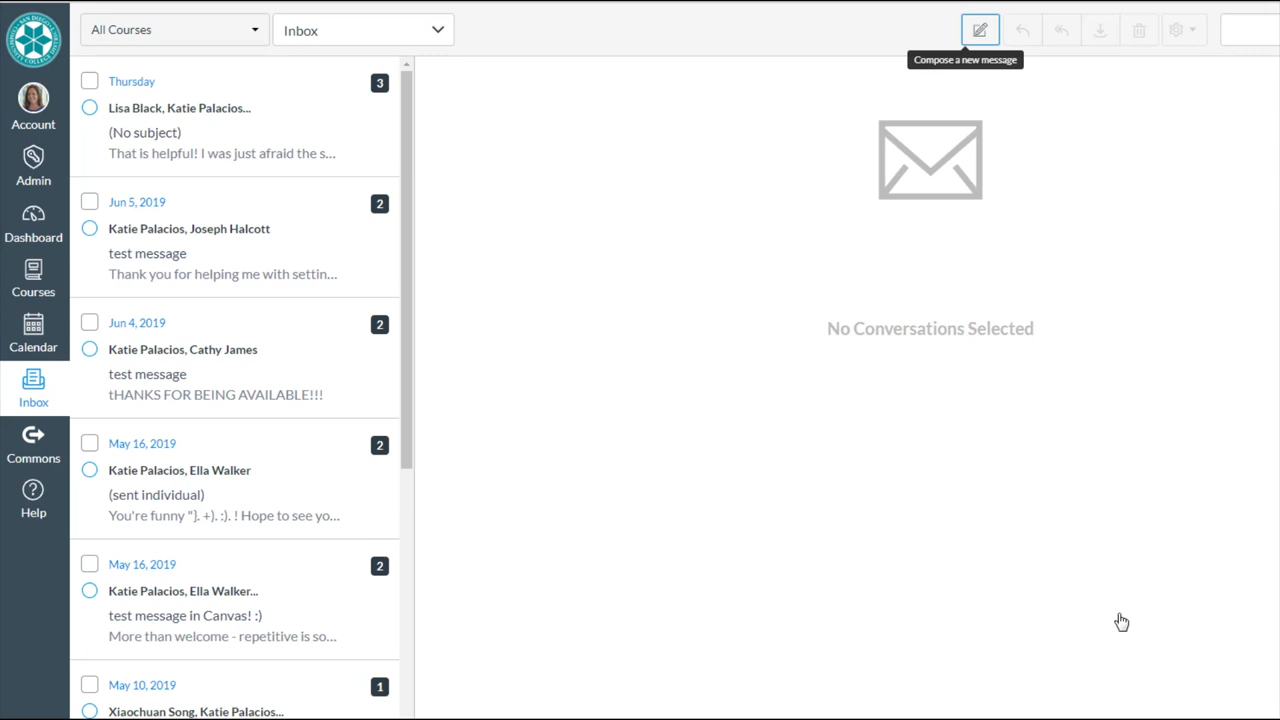 All Courses
Inbox
Compose a new message
Account
Admin
Dashboard
Courses
Calendar
Inbox
Commons
Help
Thursday
3
Lisa Black, Katie Palacios...
(No subject)
That is helpful! I was just afraid the s...
Jun 5, 2019
2
Katie Palacios, Joseph Halcott
test message
Thank you for helping me with settin...
Jun 4, 2019
2
Katie Palacios, Cathy James
test message
tHANKS FOR BEING AVAILABLE!!!
May 16, 2019
2
Katie Palacios, Ella Walker
(sent individual)
You're funny "}. +). :). ! Hope to see yo...
May 16, 2019
2
Katie Palacios, Ella Walker...
test message in Canvas! :)
More than welcome - repetitive is so...
May 10, 2019
1
Xiaochuan Song, Katie Palacios...
No Conversations Selected